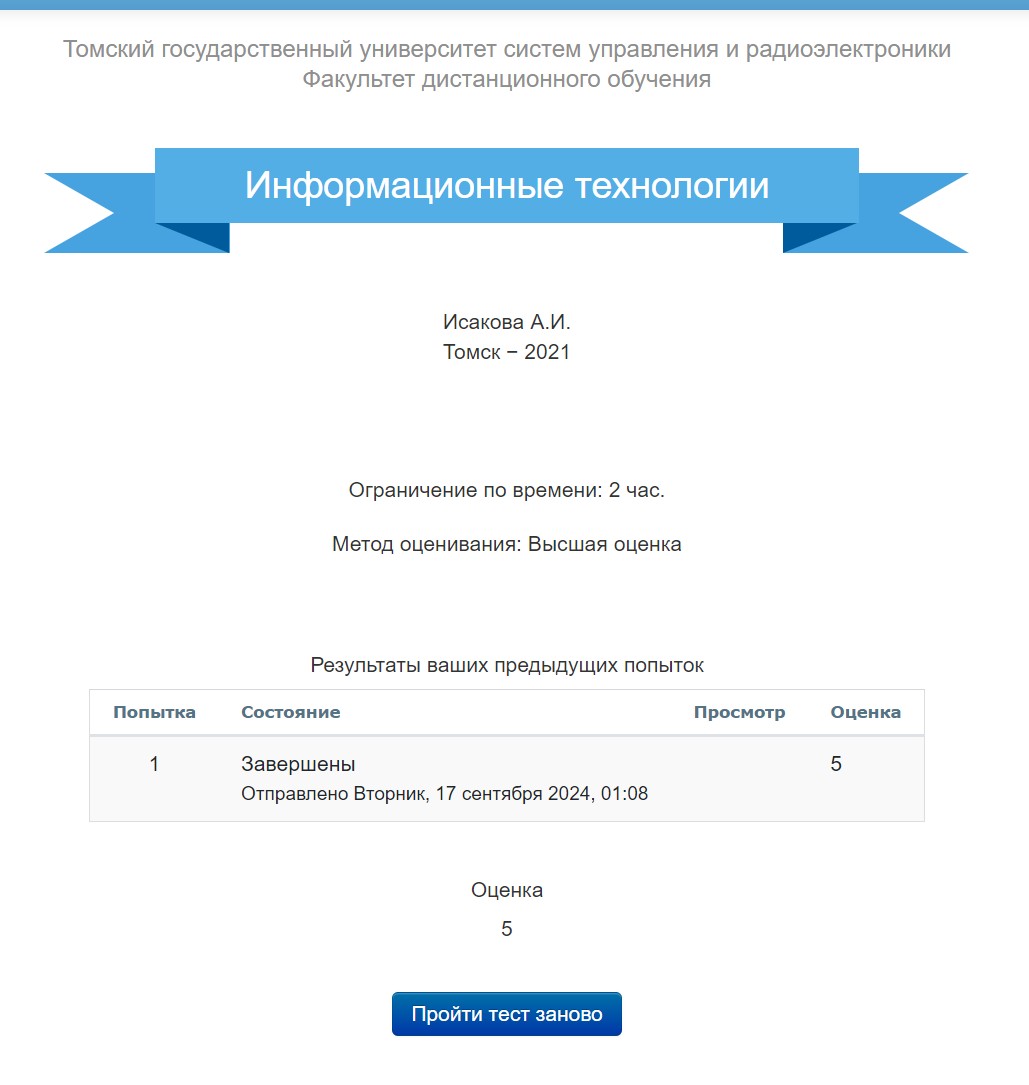 Томский государственный университет систем управления и радиоэлектроники
Факультет дистанционного обучения
Информационные технологии
Исакова А.И.
Томск − 2021
Ограничение по времени: 2 час.
Метод оценивания: Высшая оценка
Результаты ваших предыдущих попыток
Попытка Состояние Просмотр Оценка
1 Завершены 5
Отправлено Вторник, 17 сентября 2024, 01:08
Оценка
5
Пройти тест заново